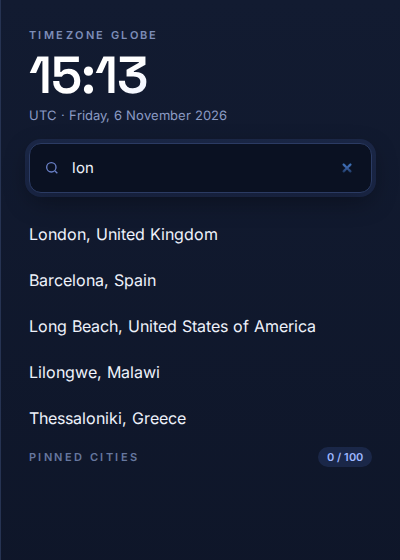 TIMEZONE GLOBE
15:13
UTC · Friday, 6 November 2026
lon
London, United Kingdom
Barcelona, Spain
Long Beach, United States of America
Lilongwe, Malawi
Thessaloniki, Greece
PINNED CITIES 0 / 100